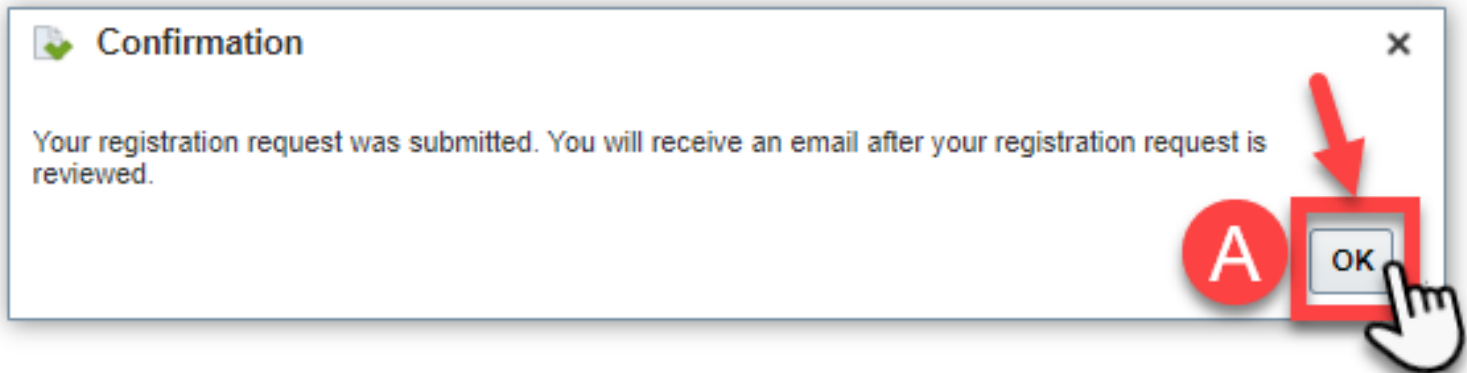 Confirmation
Your registration request was submitted. You will receive an email after your registration request is
reviewed.
A
OK